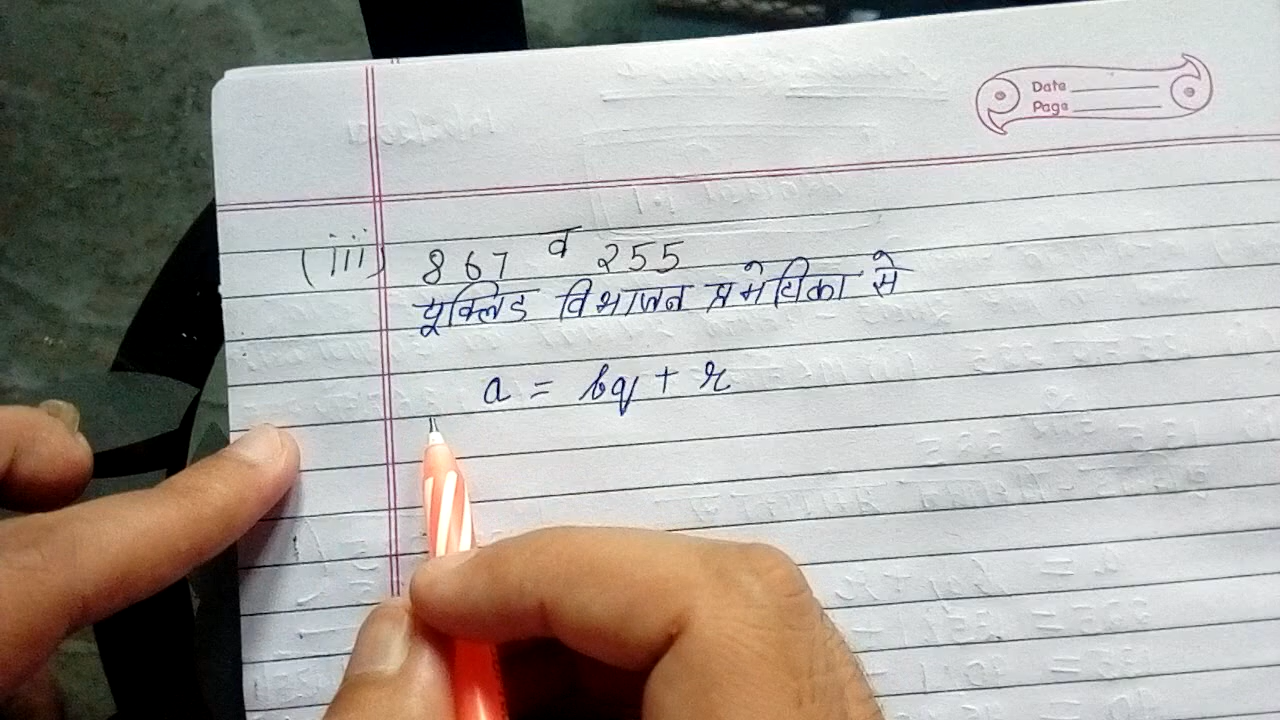 Date
Page
(iii) 867 व 255
यूक्लिड विभाजन प्रमेयिका से
a = bq + r